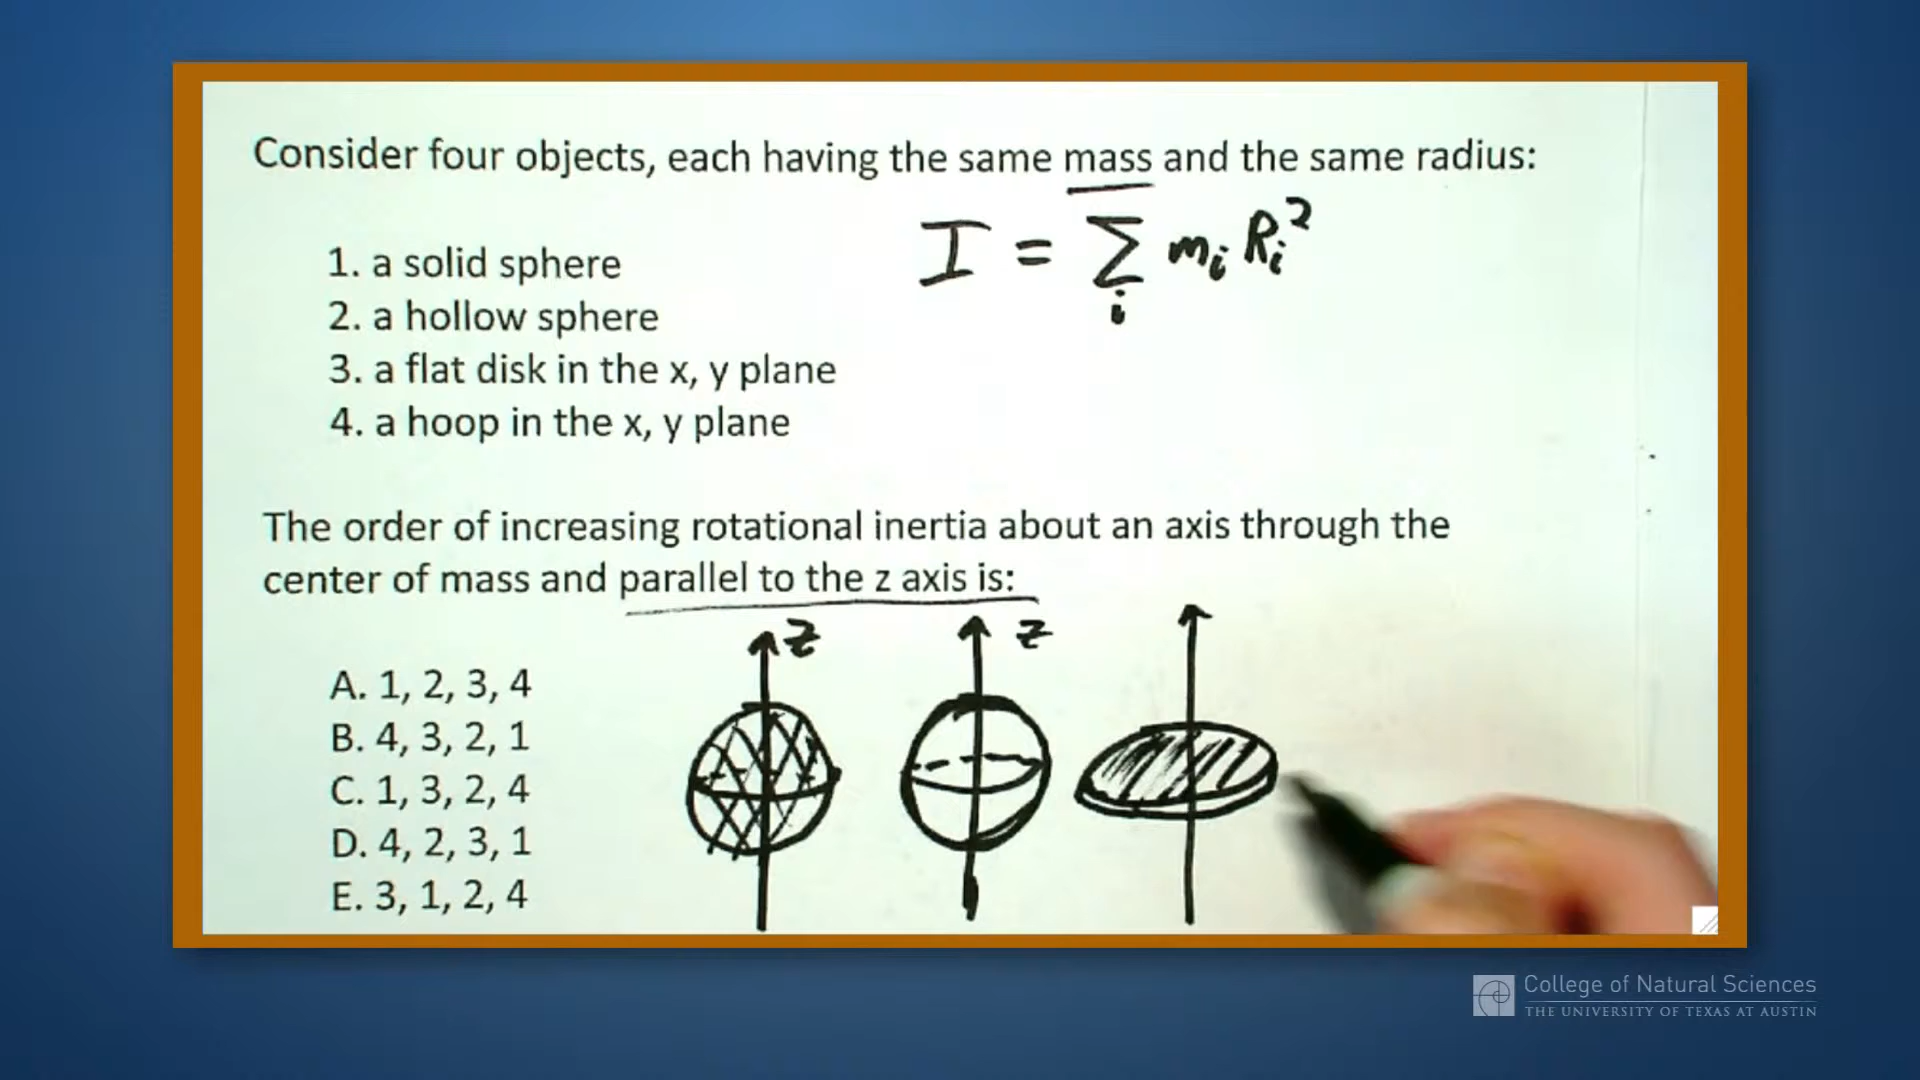 Consider four objects, each having the same mass and the same radius:
I = Σ mᵢ Rᵢ²
i
1. a solid sphere
2. a hollow sphere
3. a flat disk in the x, y plane
4. a hoop in the x, y plane
The order of increasing rotational inertia about an axis through the
center of mass and parallel to the z axis is:
z
z
A. 1, 2, 3, 4
B. 4, 3, 2, 1
C. 1, 3, 2, 4
D. 4, 2, 3, 1
E. 3, 1, 2, 4
College of Natural Sciences
THE UNIVERSITY OF TEXAS AT AUSTIN